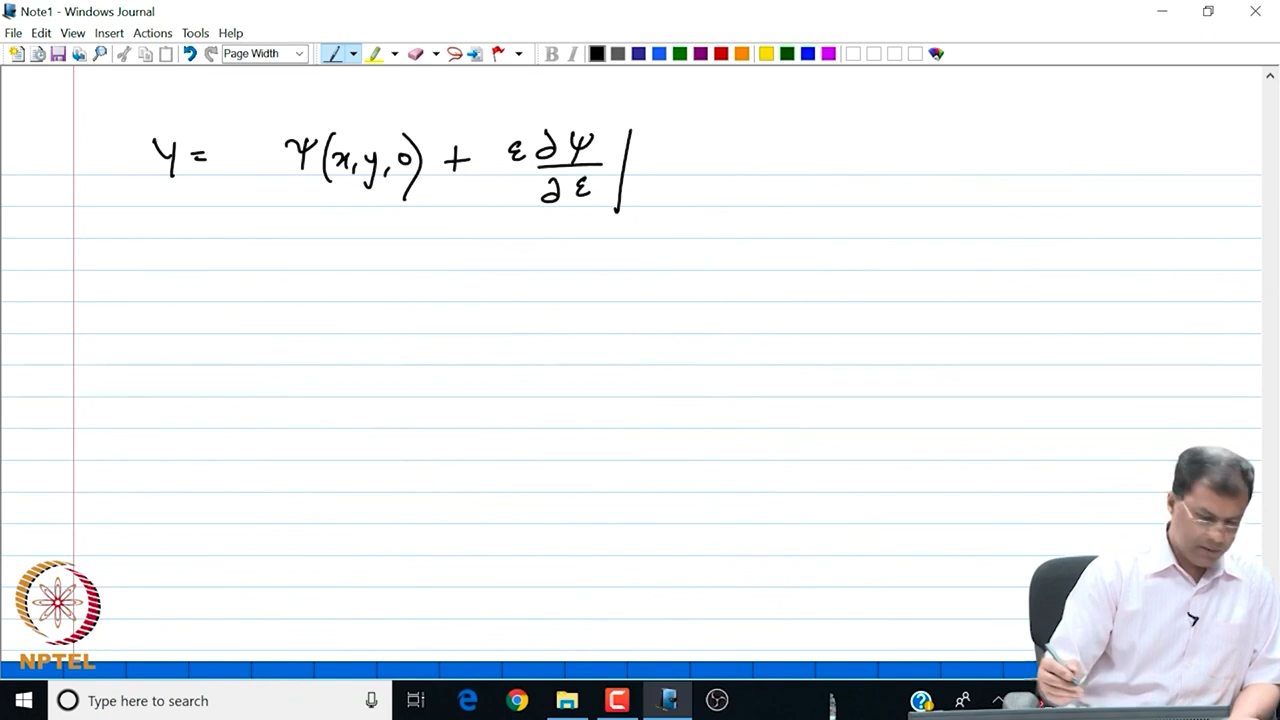 Note1 - Windows Journal
File Edit View Insert Actions Tools Help
Page Width
B I
Y = Ψ(x,y,0) + ε ∂Ψ/∂ε |
NPTEL
Type here to search